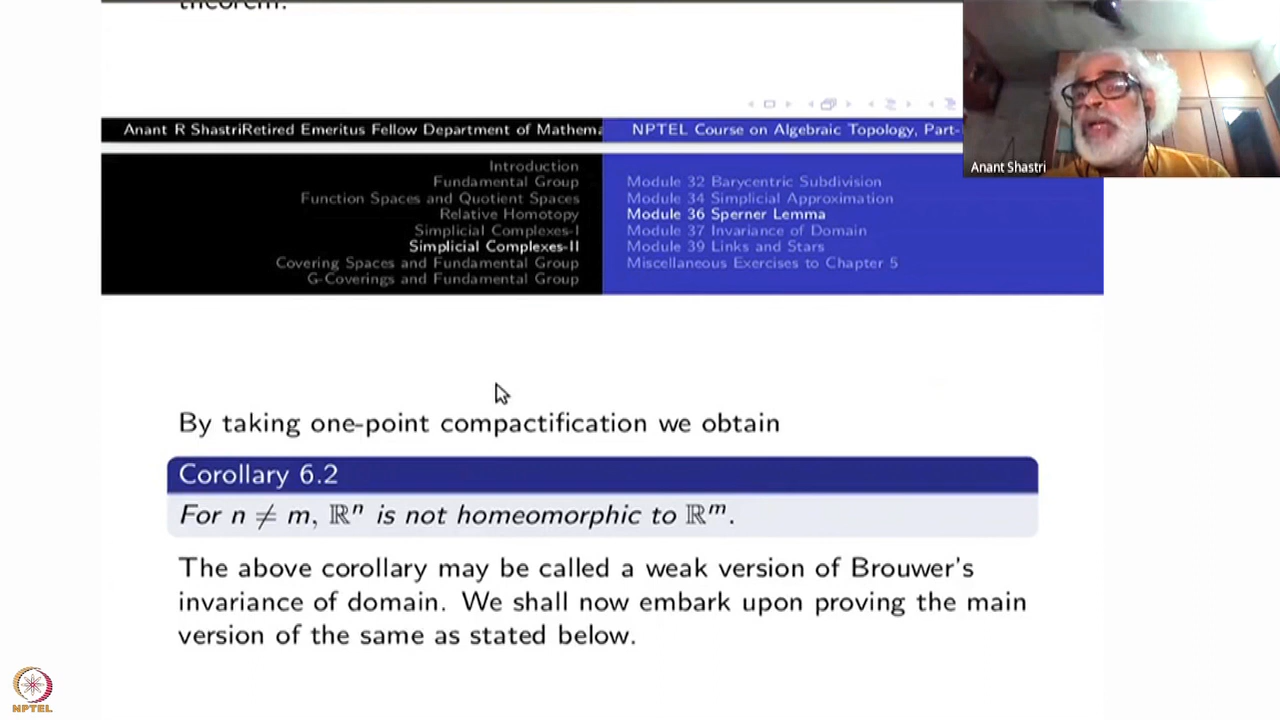 theorem.
Anant R ShastriRetired Emeritus Fellow Department of Mathema
NPTEL Course on Algebraic Topology, Part-
Anant Shastri
Introduction
Fundamental Group
Function Spaces and Quotient Spaces
Relative Homotopy
Simplicial Complexes-I
Simplicial Complexes-II
Covering Spaces and Fundamental Group
G-Coverings and Fundamental Group
Module 32 Barycentric Subdivision
Module 34 Simplicial Approximation
Module 36 Sperner Lemma
Module 37 Invariance of Domain
Module 39 Links and Stars
Miscellaneous Exercises to Chapter 5
By taking one-point compactification we obtain
Corollary 6.2
For n ≠ m, ℝⁿ is not homeomorphic to ℝᵐ.
The above corollary may be called a weak version of Brouwer's
invariance of domain. We shall now embark upon proving the main
version of the same as stated below.
NPTEL